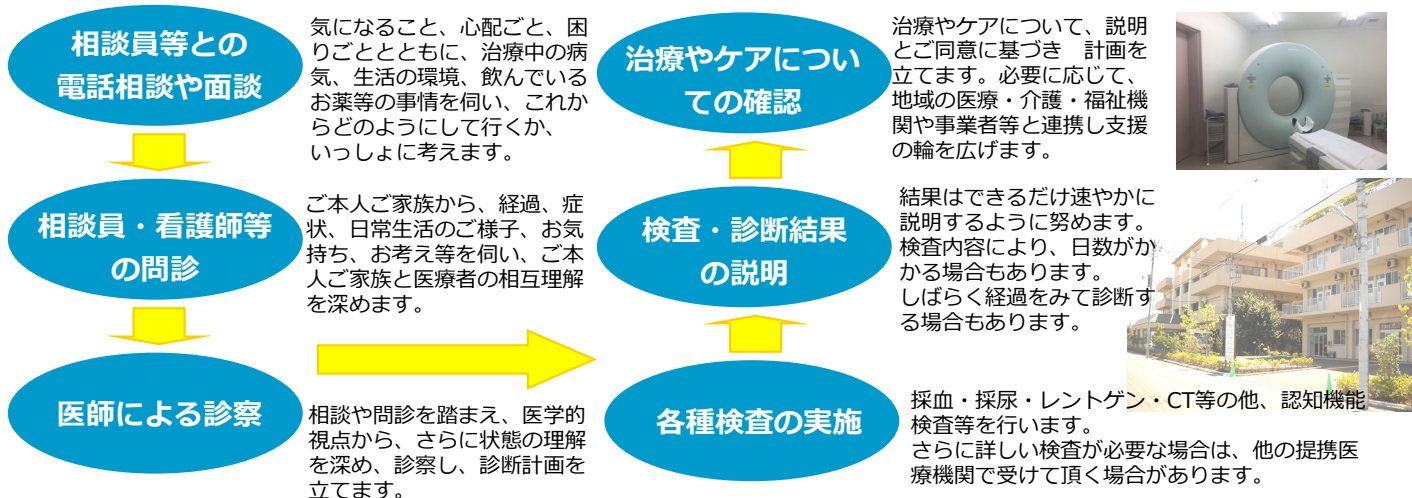 相談員等との
電話相談や面談
気になること、心配ごと、困
りごととともに、治療中の病
気、生活の環境、飲んでいる
お薬等の事情を伺い、これか
らどのようにして行くか、
いっしょに考えます。
相談員・看護師等
の問診
ご本人ご家族から、経過、症
状、日常生活のご様子、お気
持ち、お考え等を伺い、ご本
人ご家族と医療者の相互理解
を深めます。
医師による診察
相談や問診を踏まえ、医学的
視点から、さらに状態の理解
を深め、診察し、診断計画を
立てます。
各種検査の実施
採血・採尿・レントゲン・CT等の他、認知機能
検査等を行います。
さらに詳しい検査が必要な場合は、他の提携医
療機関で受けて頂く場合があります。
検査・診断結果
の説明
結果はできるだけ速やかに
説明するように努めます。
検査内容により、日数がか
かる場合もあります。
しばらく経過をみて診断す
る場合もあります。
治療やケアについ
ての確認
治療やケアについて、説明
とご同意に基づき　計画を
立てます。必要に応じて、
地域の医療・介護・福祉機
関や事業者等と連携し支援
の輪を広げます。